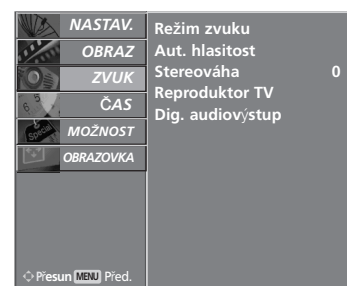 NASTAV.
OBRAZ
ZVUK
ČAS
MOŽNOST
OBRAZOVKA
Režim zvuku
Aut. hlasitost
Stereováha 0
Reproduktor TV
Dig. audiovýstup
Přesun MENU Před.